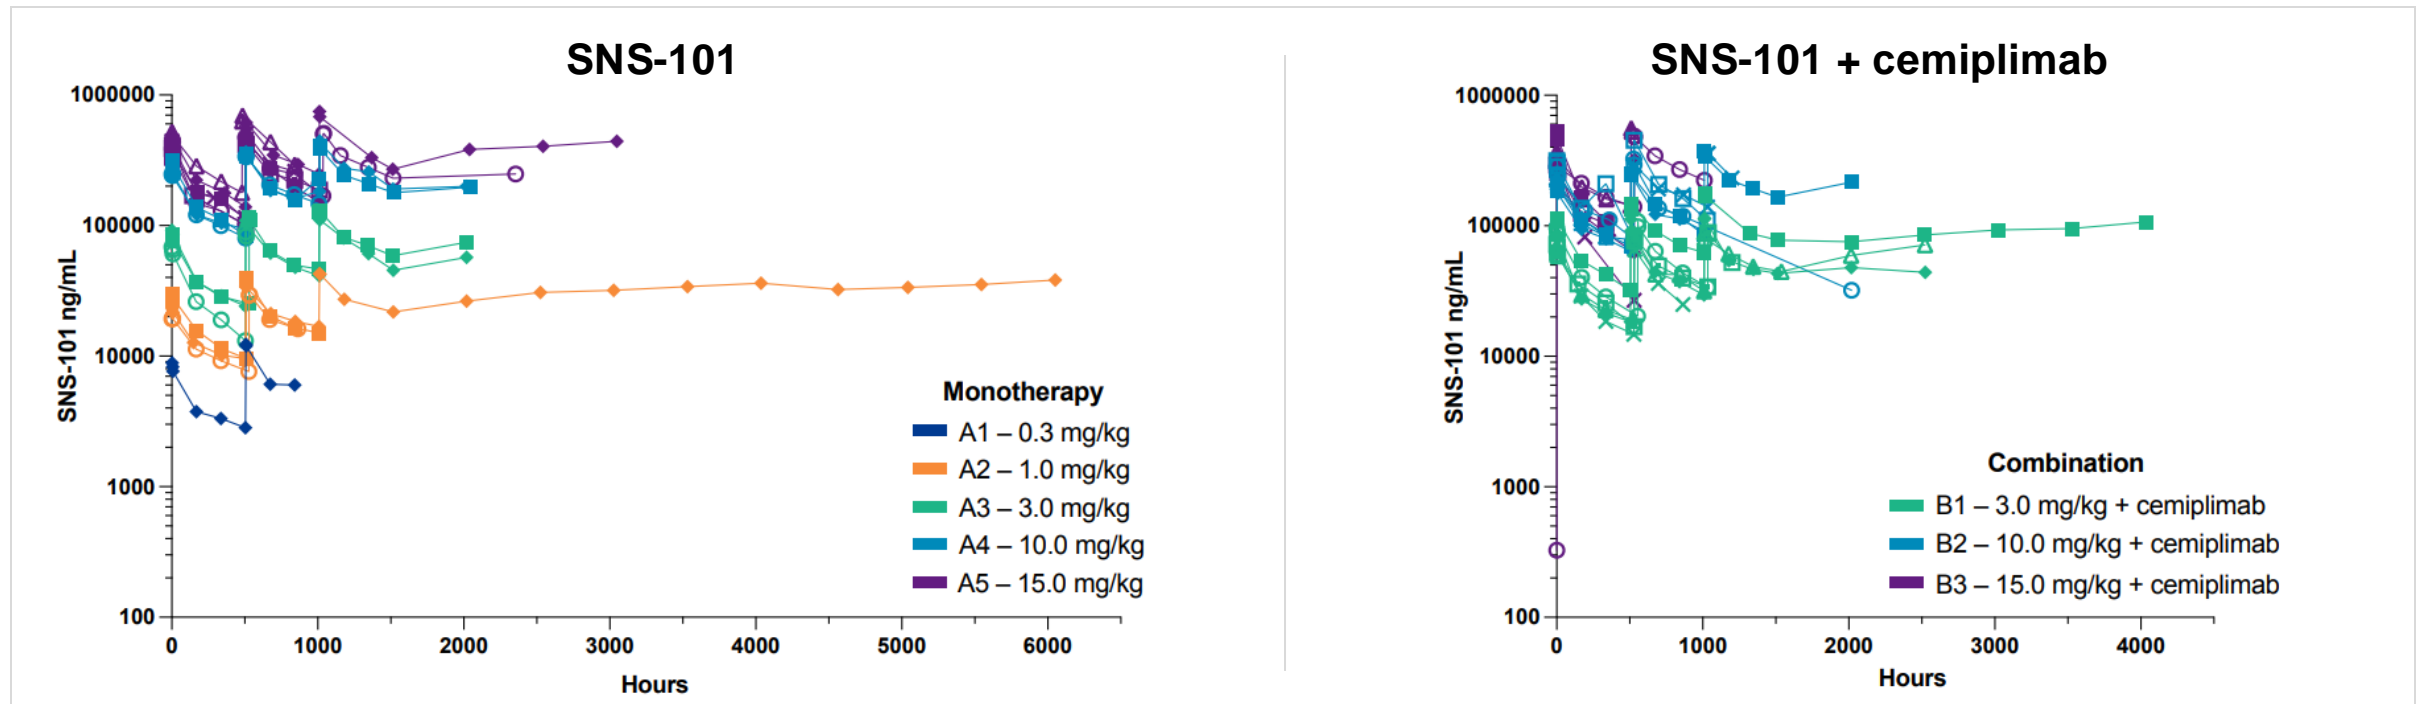 SNS-101
1000000
100000
10000
1000
100
SNS-101 ng/mL
0 1000 2000 3000 4000 5000 6000
Hours
Monotherapy
A1 – 0.3 mg/kg
A2 – 1.0 mg/kg
A3 – 3.0 mg/kg
A4 – 10.0 mg/kg
A5 – 15.0 mg/kg
SNS-101 + cemiplimab
1000000
100000
10000
1000
100
SNS-101 ng/mL
0 1000 2000 3000 4000
Hours
Combination
B1 – 3.0 mg/kg + cemiplimab
B2 – 10.0 mg/kg + cemiplimab
B3 – 15.0 mg/kg + cemiplimab